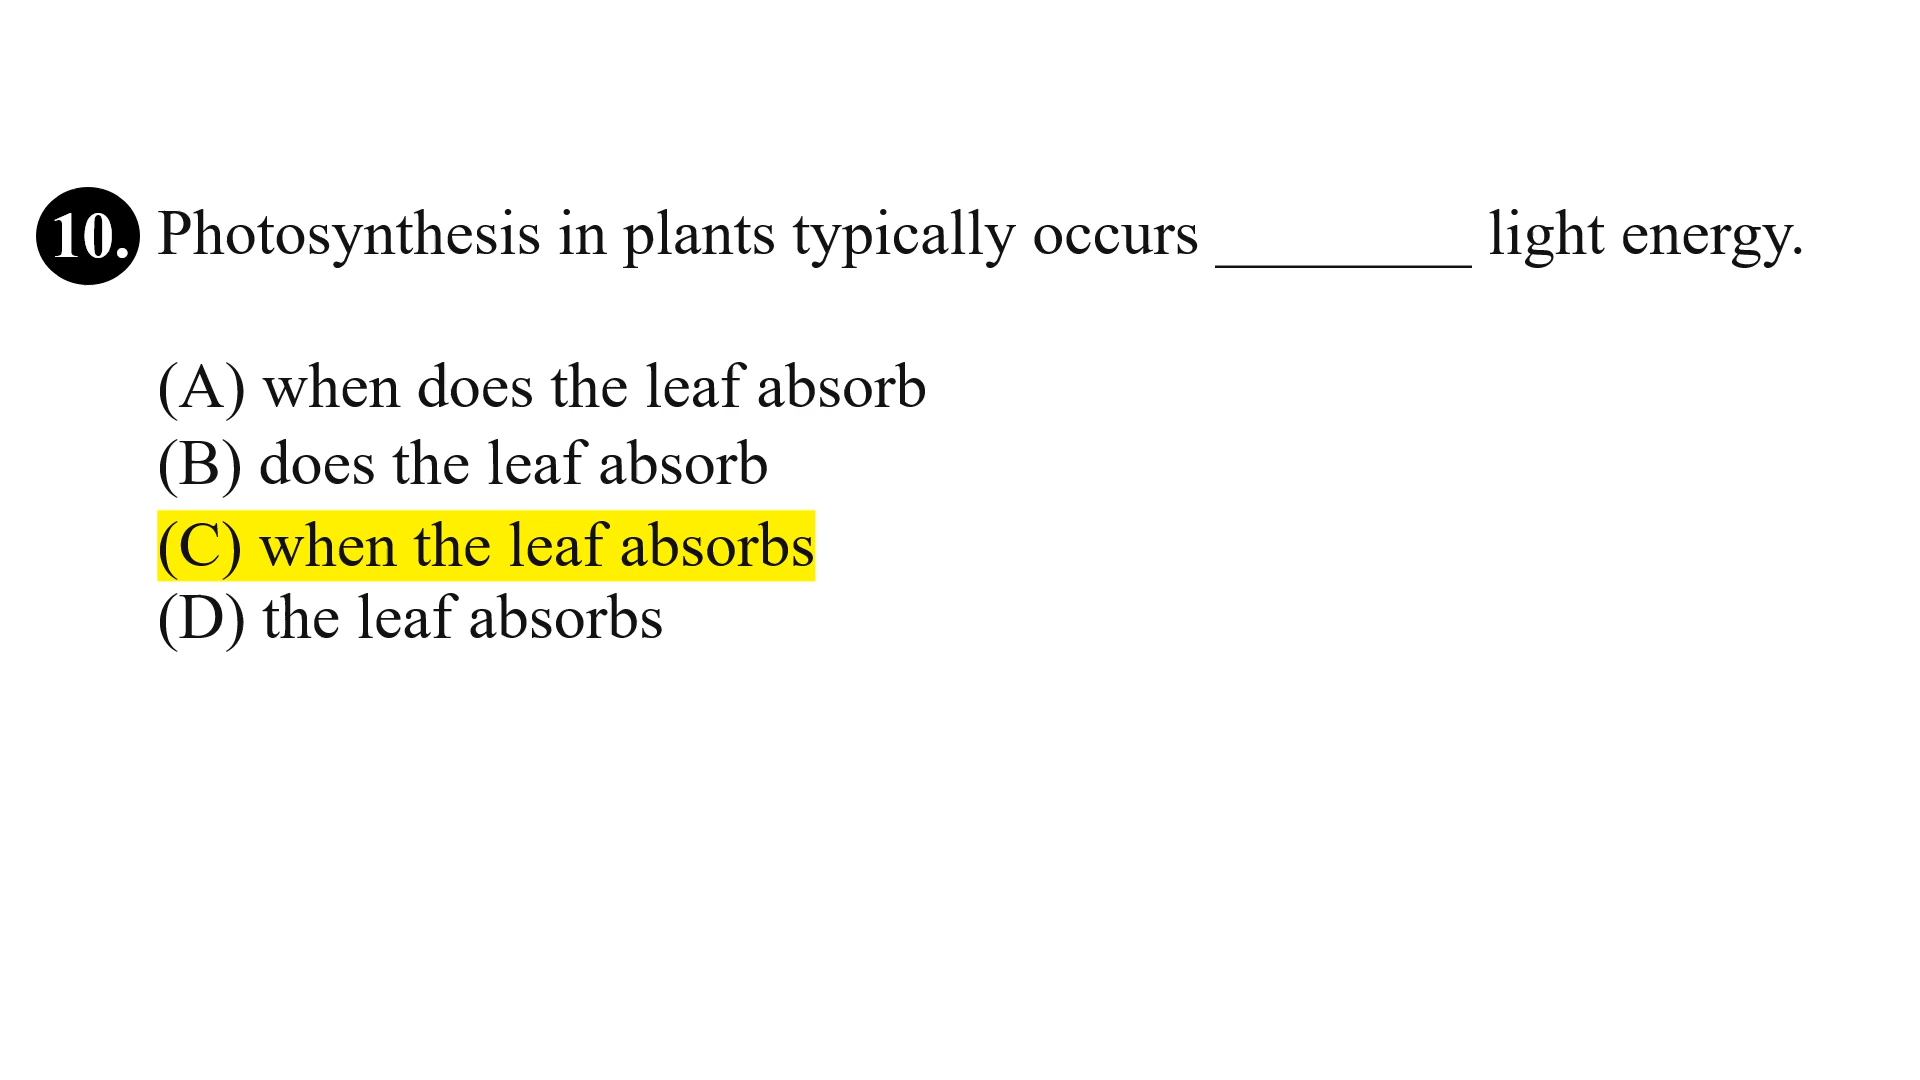 10. Photosynthesis in plants typically occurs ________ light energy.
(A) when does the leaf absorb
(B) does the leaf absorb
(C) when the leaf absorbs
(D) the leaf absorbs